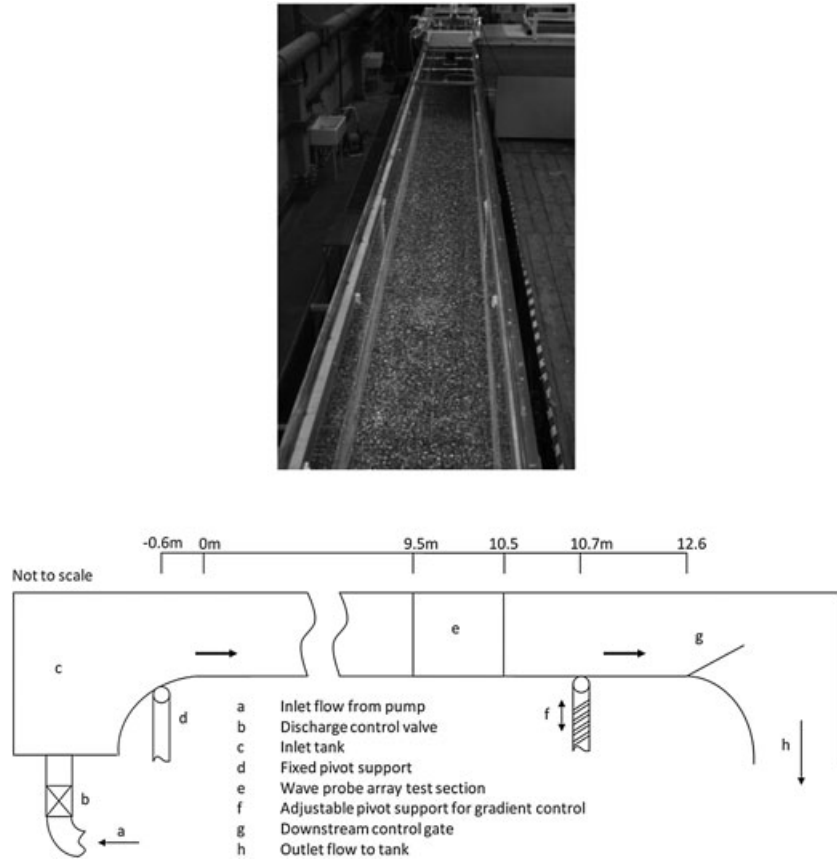 -0.6m 0m 9.5m 10.5 10.7m 12.6
Not to scale
e
g
c
d
f
h
b
a
a Inlet flow from pump
b Discharge control valve
c Inlet tank
d Fixed pivot support
e Wave probe array test section
f Adjustable pivot support for gradient control
g Downstream control gate
h Outlet flow to tank